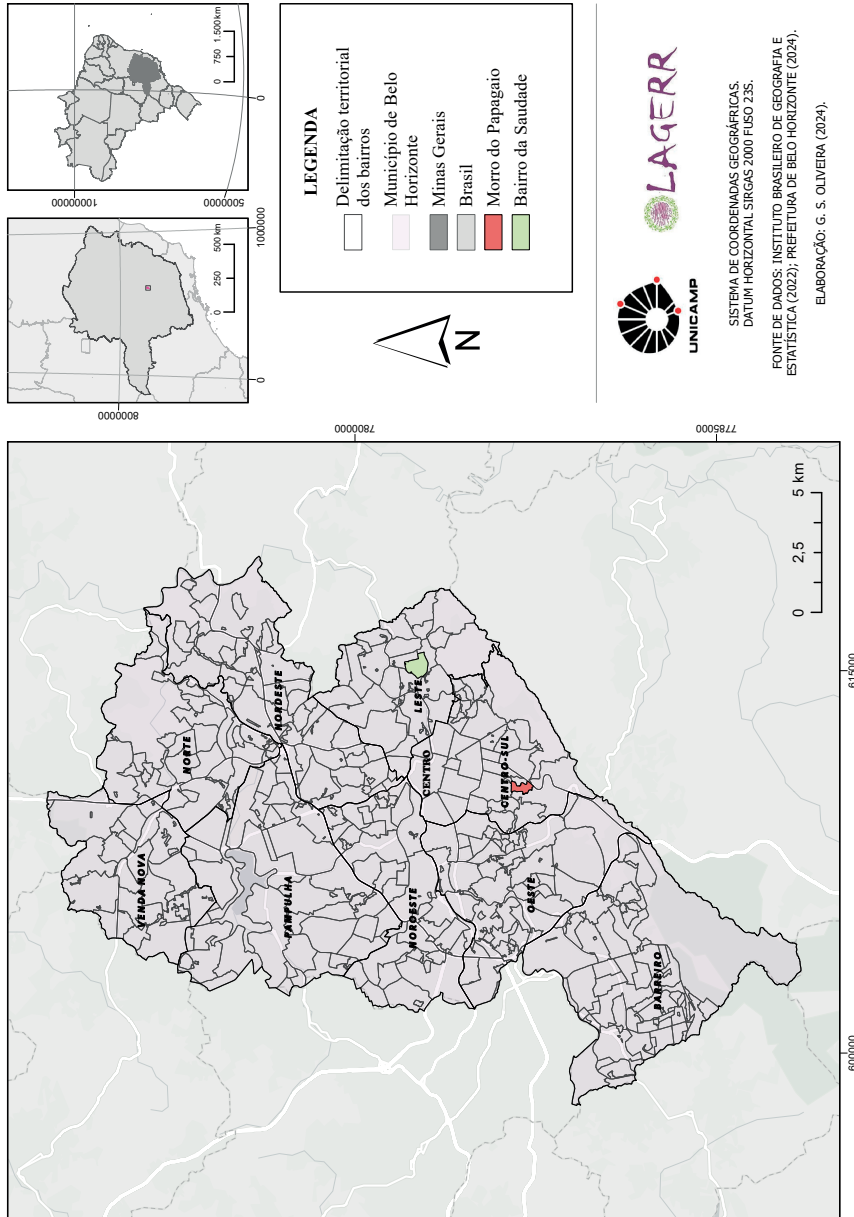 VENDA NOVA
NORTE
NORDESTE
PAMPULHA
NOROESTE
LESTE
CENTRO
CENTRO-SUL
OESTE
BARREIRO
0 2,5 5 km
600000
615000
7800000
7785000
8000000
0
1000000
0 250 500 km
10000000
5000000
0
0 750 1.500 km
LEGENDA
Delimitação territorial
dos bairros
Município de Belo
Horizonte
Minas Gerais
Brasil
Morro do Papagaio
Bairro da Saudade
N
UNICAMP
LAGERR
SISTEMA DE COORDENADAS GEOGRÁFRICAS.
DATUM HORIZONTAL SIRGAS 2000 FUSO 23S.
FONTE DE DADOS: INSTITUTO BRASILEIRO DE GEOGRAFIA E
ESTATÍSTICA (2022); PREFEITURA DE BELO HORIZONTE (2024).
ELABORAÇÃO: G. S. OLIVEIRA (2024).